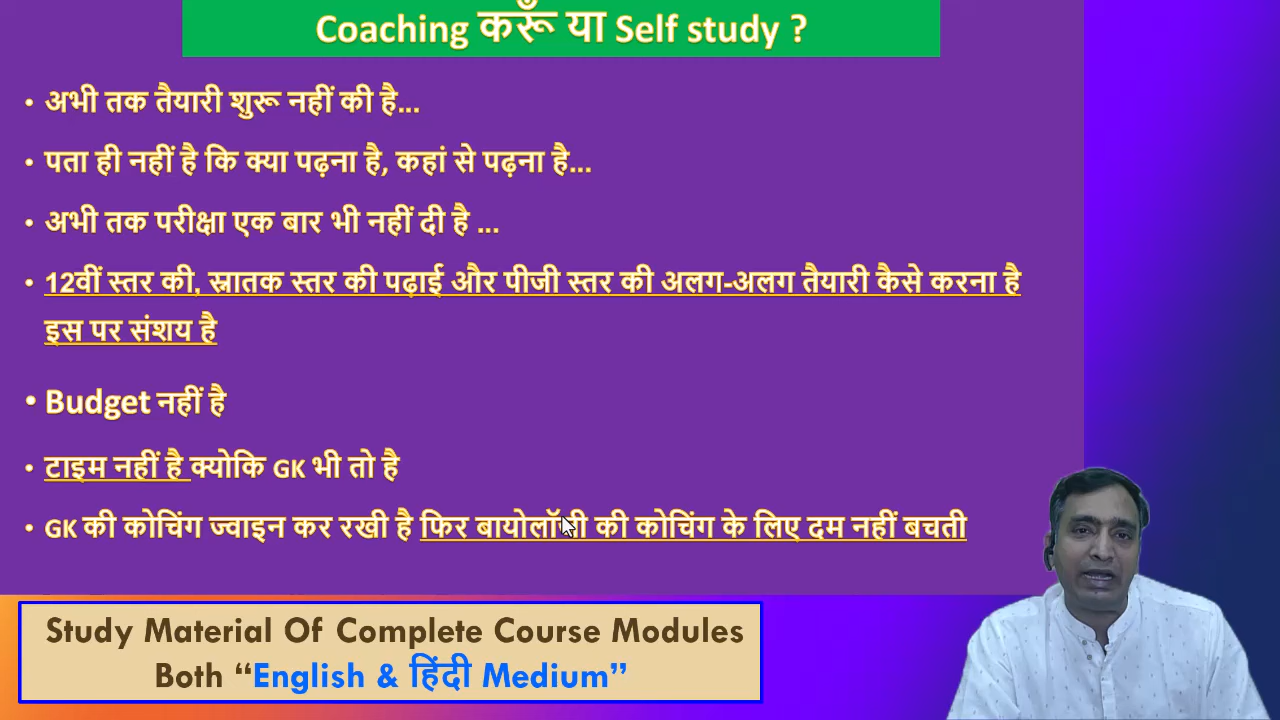 Coaching करूँ या Self study ?
• अभी तक तैयारी शुरू नहीं की है...
• पता ही नहीं है कि क्या पढ़ना है, कहां से पढ़ना है...
• अभी तक परीक्षा एक बार भी नहीं दी है ...
• 12वीं स्तर की, स्नातक स्तर की पढ़ाई और पीजी स्तर की अलग-अलग तैयारी कैसे करना है
इस पर संशय है
• Budget नहीं है
• टाइम नहीं है क्योकि GK भी तो है
• GK की कोचिंग ज्वाइन कर रखी है फिर बायोलॉजी की कोचिंग के लिए दम नहीं बचती
Study Material Of Complete Course Modules
Both “English & हिंदी Medium”